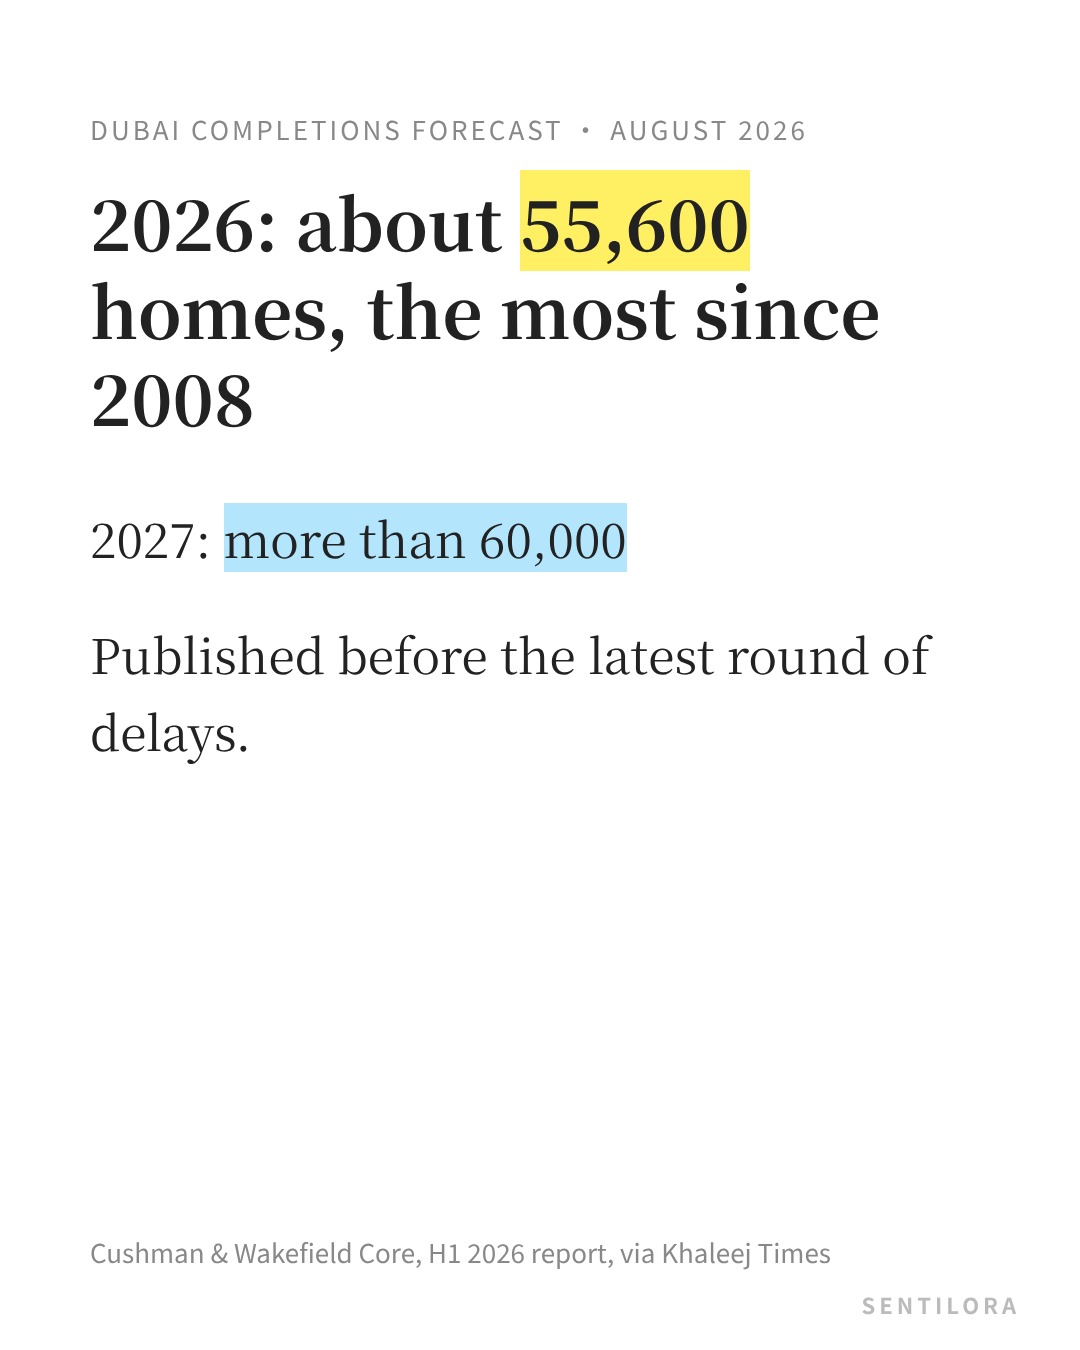 DUBAI COMPLETIONS FORECAST • AUGUST 2026
2026: about 55,600
homes, the most since
2008
2027: more than 60,000
Published before the latest round of
delays.
Cushman & Wakefield Core, H1 2026 report, via Khaleej Times
SENTILORA